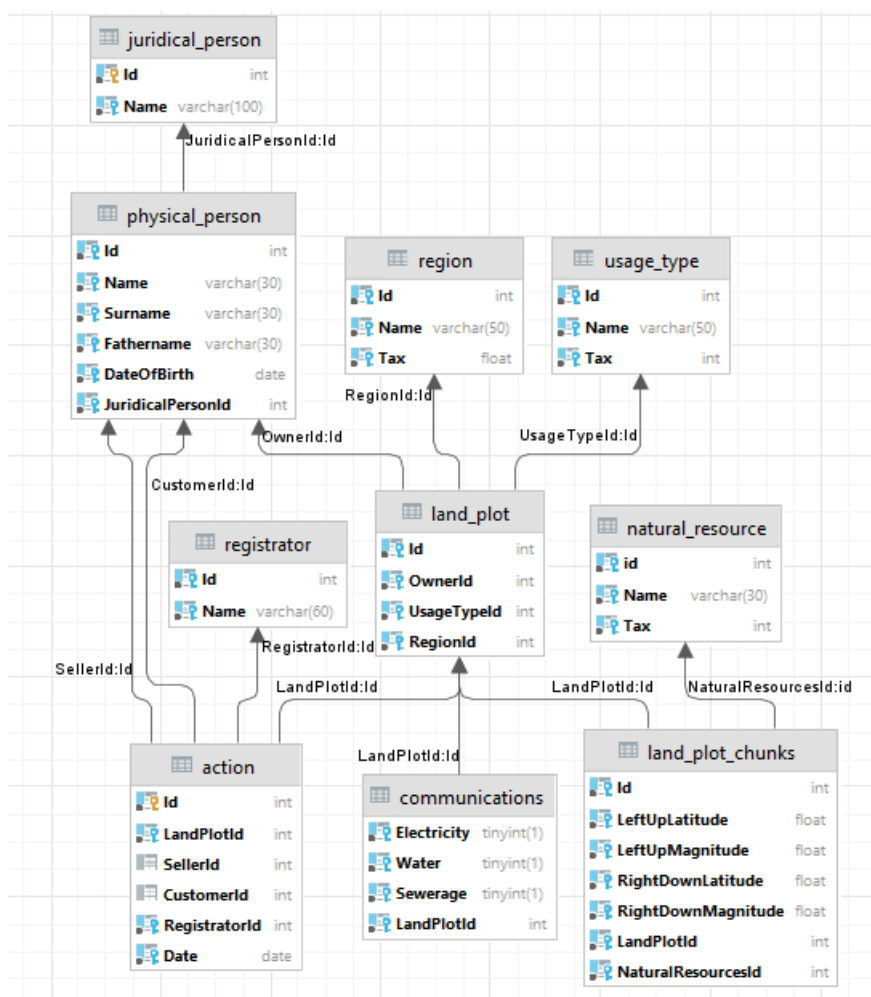 juridical_person
Id int
Name varchar(100)
JuridicalPersonId:Id
physical_person
Id int
Name varchar(30)
Surname varchar(30)
Fathername varchar(30)
DateOfBirth date
JuridicalPersonId int
region
Id int
Name varchar(50)
Tax float
usage_type
Id int
Name varchar(50)
Tax int
RegionId:Id
OwnerId:Id
UsageTypeId:Id
CustomerId:Id
land_plot
Id int
OwnerId int
UsageTypeId int
RegionId int
registrator
Id int
Name varchar(60)
natural_resource
id int
Name varchar(30)
Tax int
RegistratorId:Id
SellerId:Id
LandPlotId:Id
LandPlotId:Id
NaturalResourcesId:id
LandPlotId:Id
action
Id int
LandPlotId int
SellerId int
CustomerId int
RegistratorId int
Date date
communications
Electricity tinyint(1)
Water tinyint(1)
Sewerage tinyint(1)
LandPlotId int
land_plot_chunks
Id int
LeftUpLatitude float
LeftUpMagnitude float
RightDownLatitude float
RightDownMagnitude float
LandPlotId int
NaturalResourcesId int